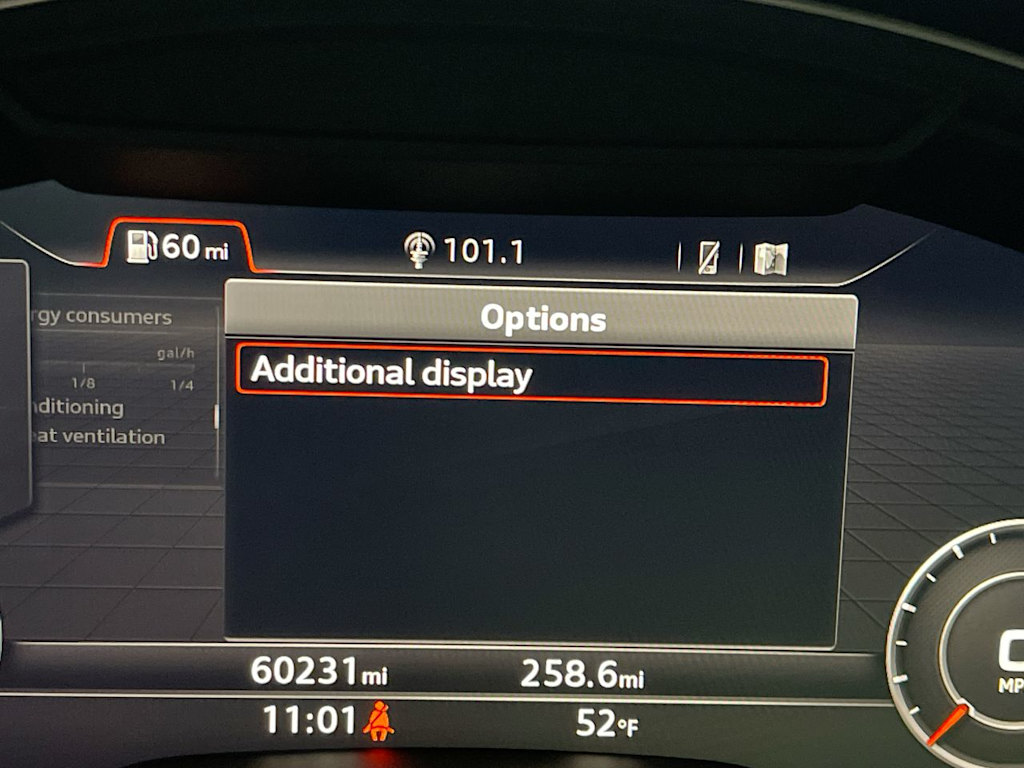 60 mi
101.1
Options
rgy consumers
gal/h
1/8 1/4
Additional display
nditioning
at ventilation
60231 mi 258.6 mi
11:01 52°F